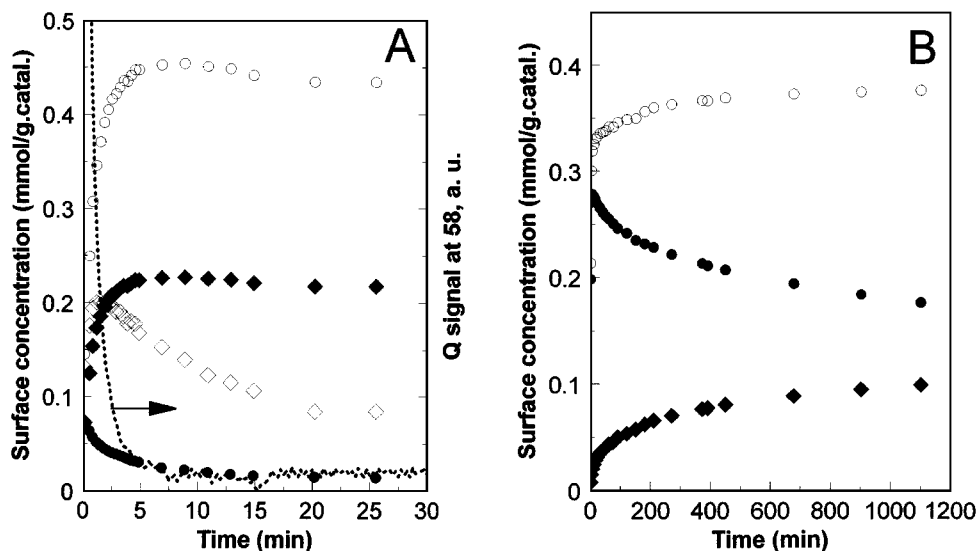 A
Surface concentration (mmol/g.catal.)
0.5
0.4
0.3
0.2
0.1
0
0 5 10 15 20 25 30
Time (min)
Q signal at 58, a. u.
B
Surface concentration (mmol/g.catal.)
0.4
0.3
0.2
0.1
0
0 200 400 600 800 1000 1200
Time (min)